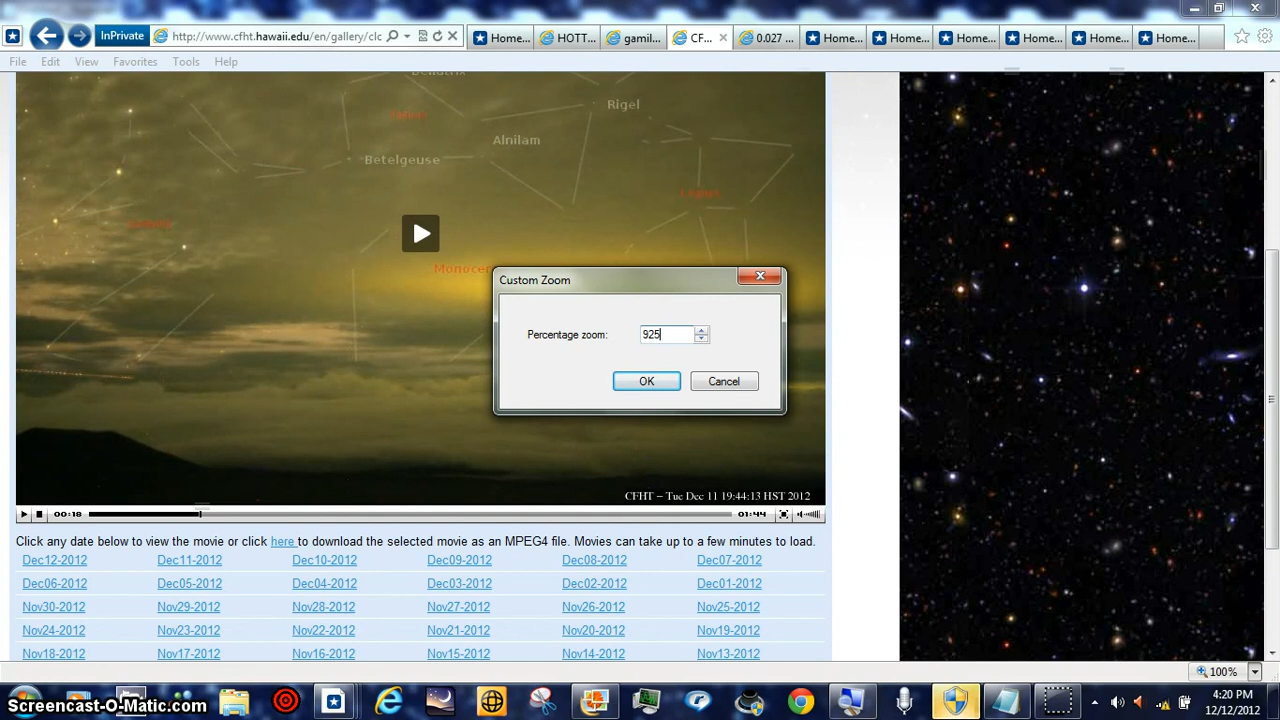 InPrivate
http://www.cfht.hawaii.edu/en/gallery/clc
Home...
HOTT...
gamil...
CF...
0.027 ...
Home...
Home...
Home...
Home...
Home...
Home...
File Edit View Favorites Tools Help
Bellatrix
Rigel
Alnilam
Betelgeuse
Monocer
Custom Zoom
Percentage zoom: 925
OK Cancel
CFHT – Tue Dec 11 19:44:13 HST 2012
00:18 01:44
Click any date below to view the movie or click here to download the selected movie as an MPEG4 file. Movies can take up to a few minutes to load.
Dec12-2012 Dec11-2012 Dec10-2012 Dec09-2012 Dec08-2012 Dec07-2012
Dec06-2012 Dec05-2012 Dec04-2012 Dec03-2012 Dec02-2012 Dec01-2012
Nov30-2012 Nov29-2012 Nov28-2012 Nov27-2012 Nov26-2012 Nov25-2012
Nov24-2012 Nov23-2012 Nov22-2012 Nov21-2012 Nov20-2012 Nov19-2012
Nov18-2012 Nov17-2012 Nov16-2012 Nov15-2012 Nov14-2012 Nov13-2012
100%
Screencast-O-Matic.com
4:20 PM
12/12/2012